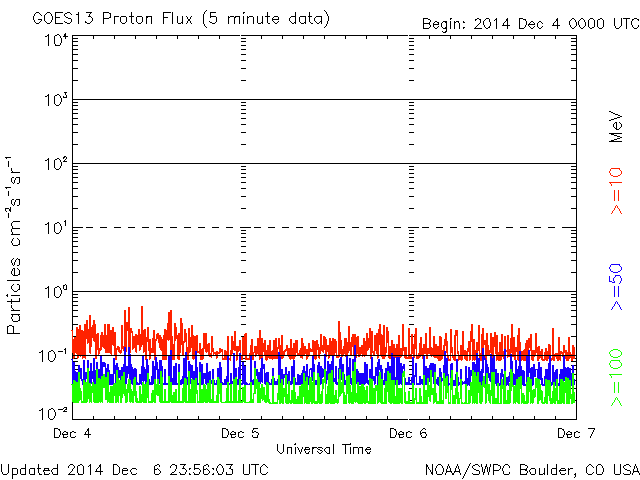 GOES13 Proton Flux (5 minute data)
Begin: 2014 Dec 4 0000 UTC
10⁴
10³
10²
10¹
10⁰
10⁻¹
10⁻²
Particles cm⁻²s⁻¹sr⁻¹
MeV
>=10
>=50
>=100
Dec 4
Dec 5
Dec 6
Dec 7
Universal Time
Updated 2014 Dec 6 23:56:03 UTC
NOAA/SWPC Boulder, CO USA